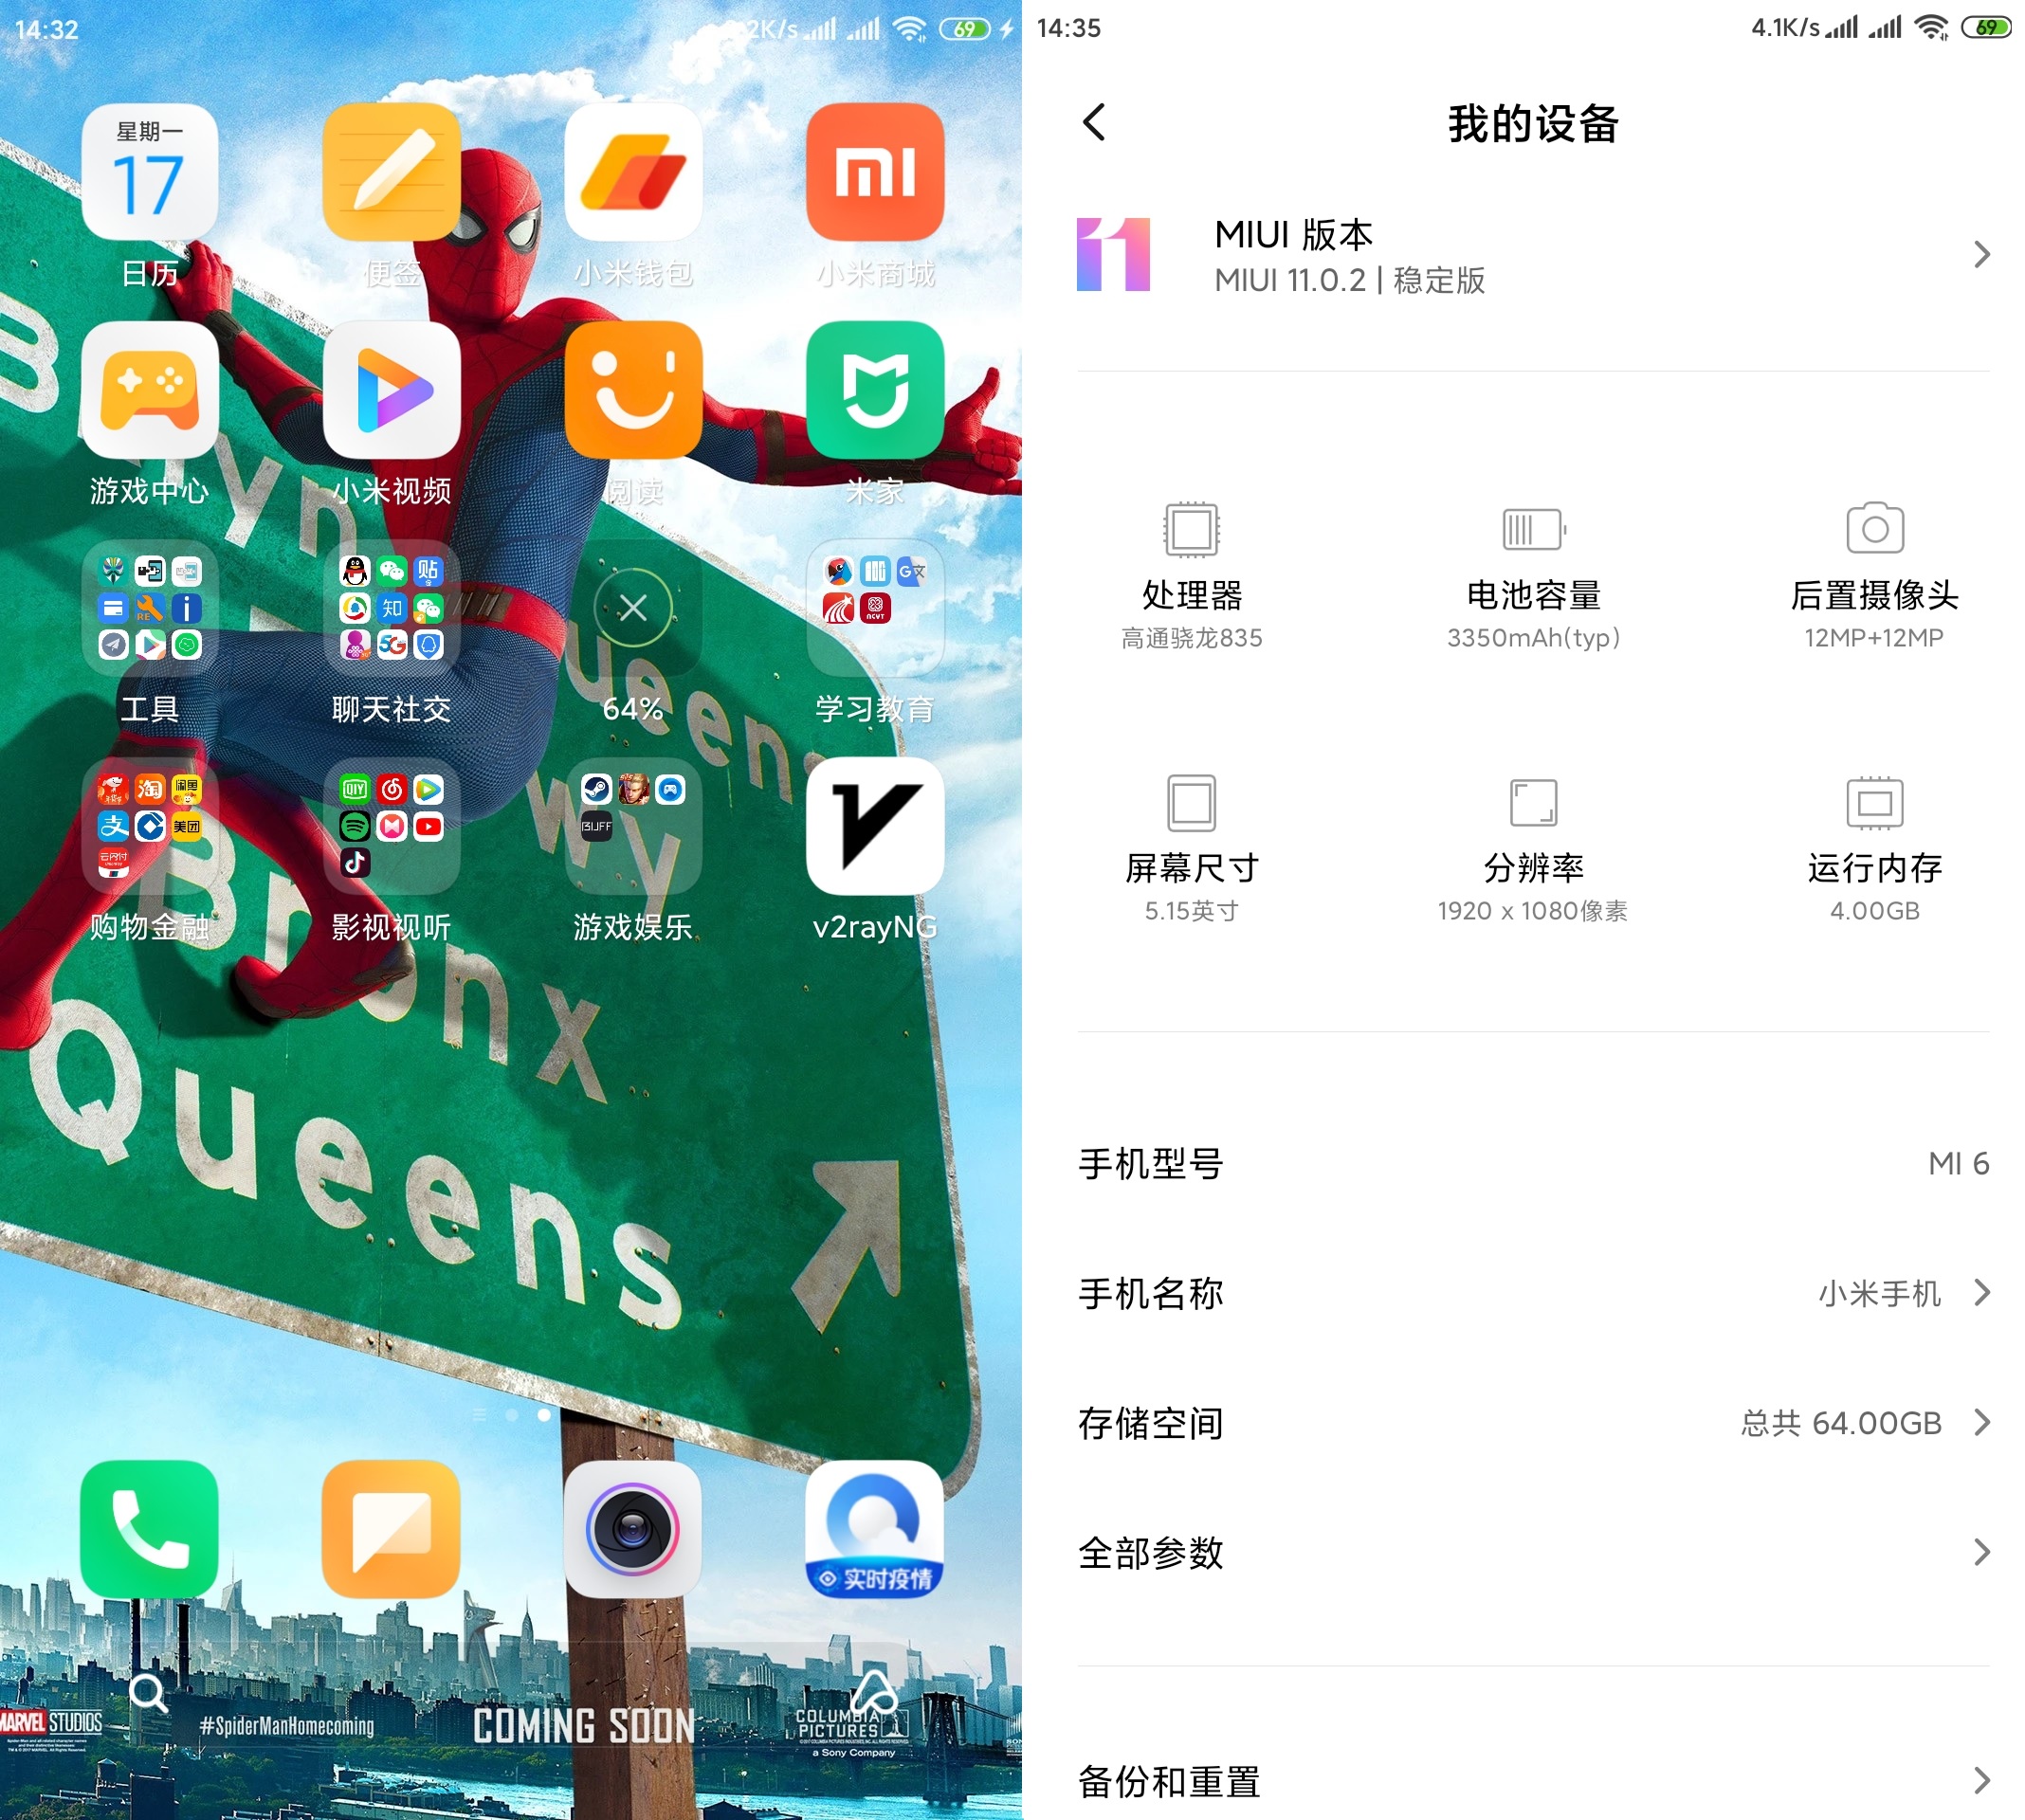 14:32
2K/s
69
星期一
17
日历
便签
小米钱包
小米商城
游戏中心
小米视频
阅读
米家
工具
聊天社交
64%
学习教育
购物金融
影视视听
游戏娱乐
v2rayNG
Bronx
Queens
实时疫情
MARVEL STUDIOS
#SpiderManHomecoming
COMING SOON
COLUMBIA
PICTURES
a Sony Company
14:35
4.1K/s
69
我的设备
MIUI 版本
MIUI 11.0.2 | 稳定版
处理器
高通骁龙835
电池容量
3350mAh(typ)
后置摄像头
12MP+12MP
屏幕尺寸
5.15英寸
分辨率
1920 x 1080像素
运行内存
4.00GB
手机型号
MI 6
手机名称
小米手机
存储空间
总共 64.00GB
全部参数
备份和重置